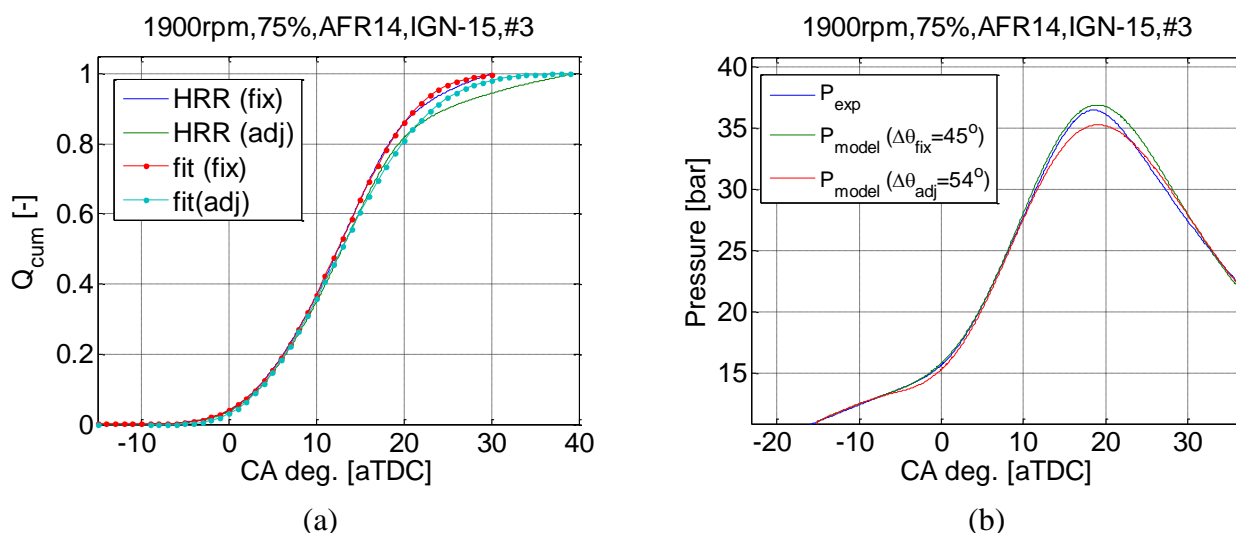 1900rpm,75%,AFR14,IGN-15,#3
1
0.8
0.6
0.4
0.2
0
Q_cum [-]
HRR (fix)
HRR (adj)
fit (fix)
fit(adj)
-10 0 10 20 30 40
CA deg. [aTDC]
(a)
1900rpm,75%,AFR14,IGN-15,#3
40
35
30
25
20
15
Pressure [bar]
P_exp
P_model (Δθ_fix=45°)
P_model (Δθ_adj=54°)
-20 -10 0 10 20 30
CA deg. [aTDC]
(b)